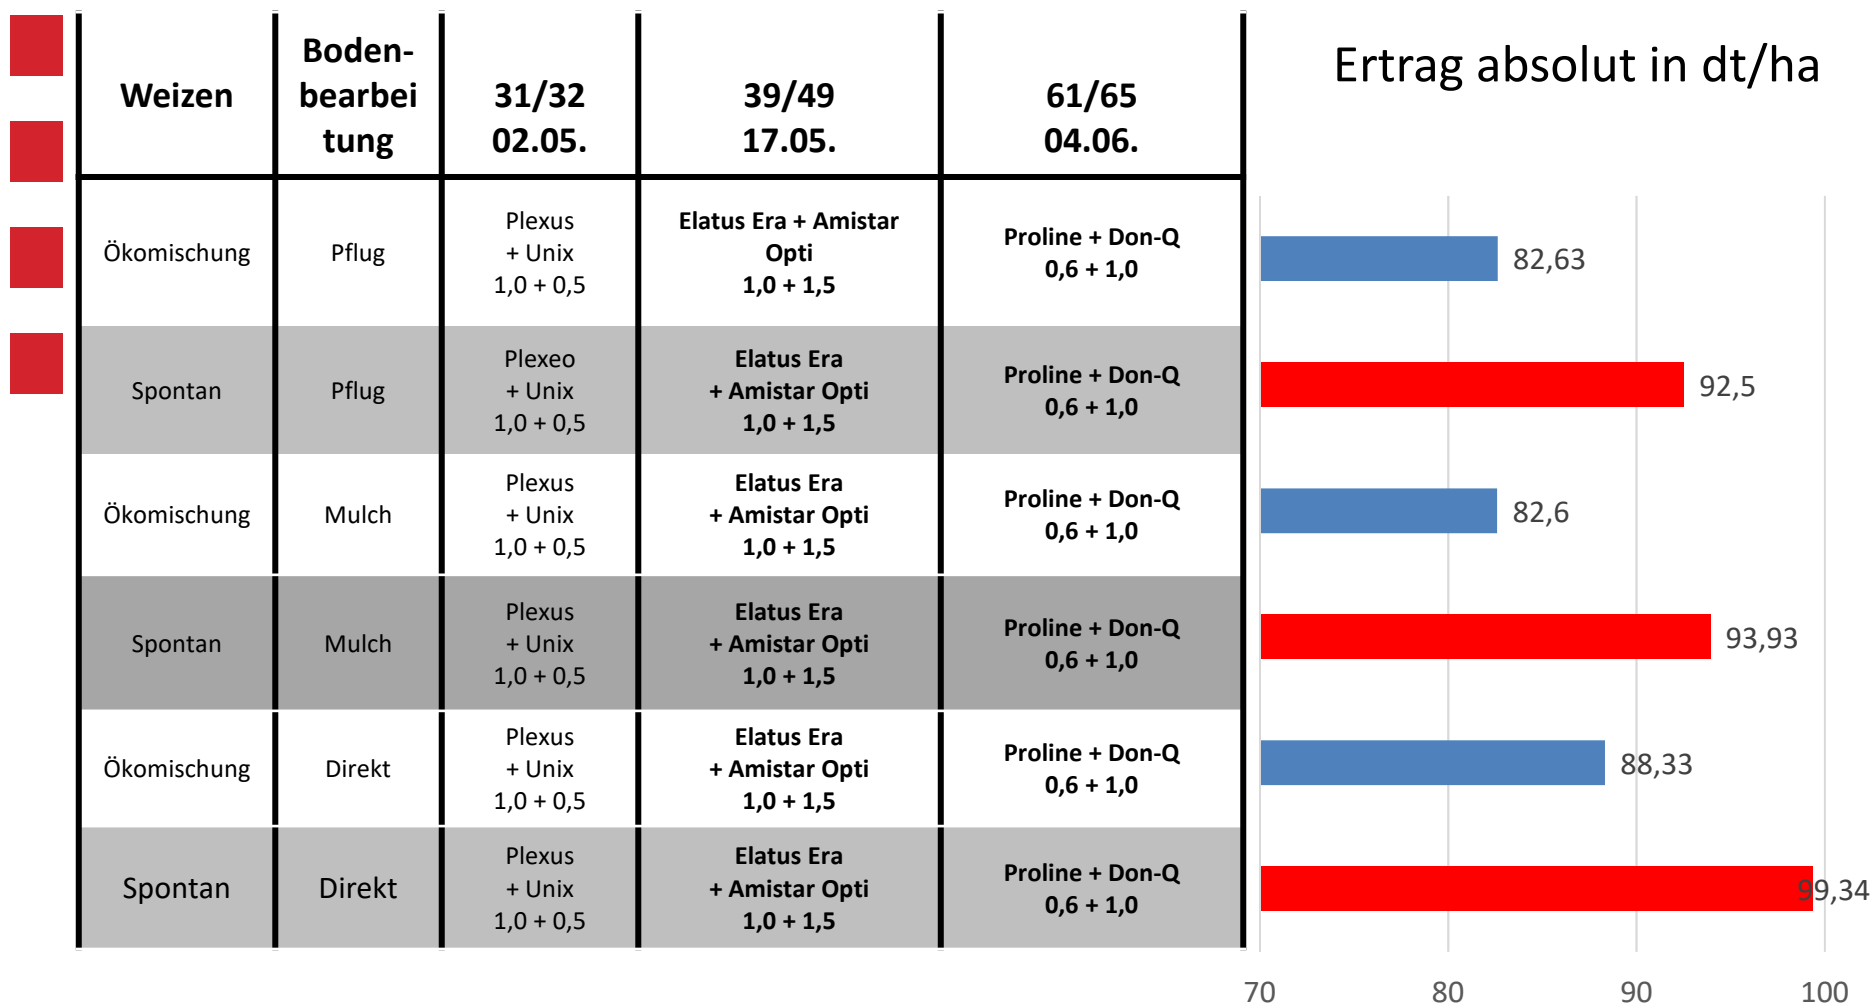 Weizen
Boden-
bearbei
tung
31/32
02.05.
39/49
17.05.
61/65
04.06.
Ertrag absolut in dt/ha
Ökomischung
Pflug
Plexus
+ Unix
1,0 + 0,5
Elatus Era + Amistar
Opti
1,0 + 1,5
Proline + Don-Q
0,6 + 1,0
82,63
Spontan
Pflug
Plexeo
+ Unix
1,0 + 0,5
Elatus Era
+ Amistar Opti
1,0 + 1,5
Proline + Don-Q
0,6 + 1,0
92,5
Ökomischung
Mulch
Plexus
+ Unix
1,0 + 0,5
Elatus Era
+ Amistar Opti
1,0 + 1,5
Proline + Don-Q
0,6 + 1,0
82,6
Spontan
Mulch
Plexus
+ Unix
1,0 + 0,5
Elatus Era
+ Amistar Opti
1,0 + 1,5
Proline + Don-Q
0,6 + 1,0
93,93
Ökomischung
Direkt
Plexus
+ Unix
1,0 + 0,5
Elatus Era
+ Amistar Opti
1,0 + 1,5
Proline + Don-Q
0,6 + 1,0
88,33
Spontan
Direkt
Plexus
+ Unix
1,0 + 0,5
Elatus Era
+ Amistar Opti
1,0 + 1,5
Proline + Don-Q
0,6 + 1,0
99,34
70 80 90 100